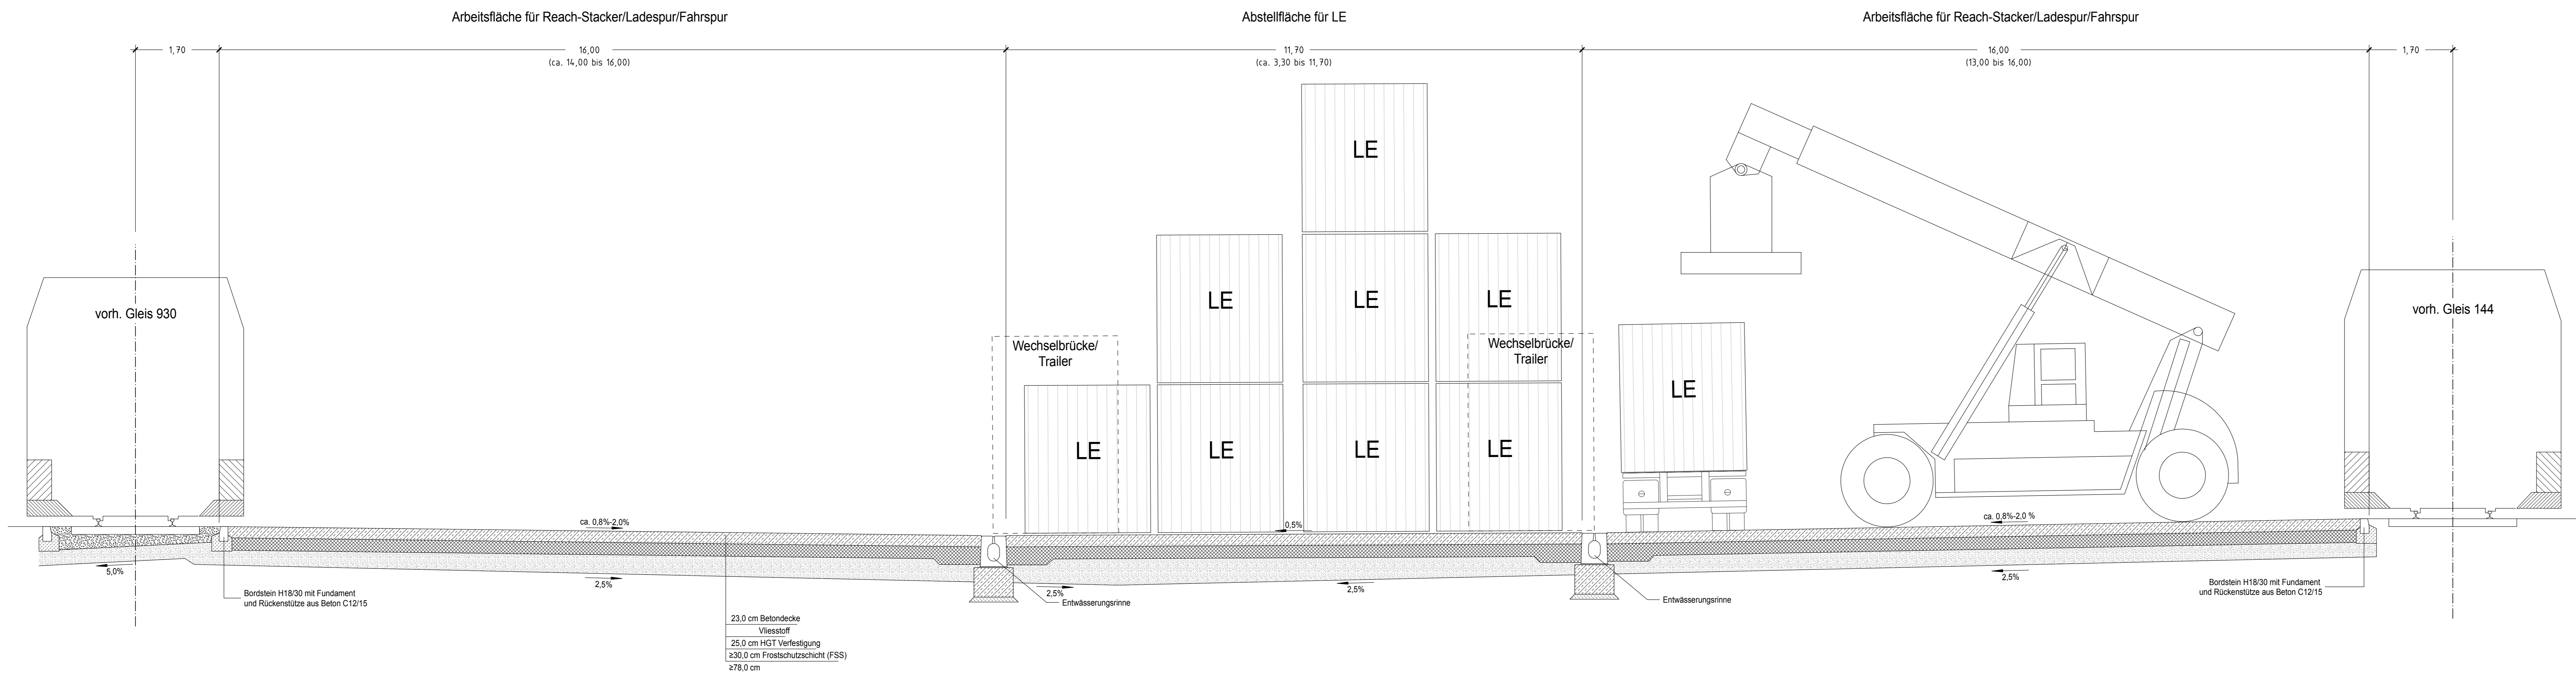 Arbeitsfläche für Reach-Stacker/Ladespur/Fahrspur
Abstellfläche für LE
Arbeitsfläche für Reach-Stacker/Ladespur/Fahrspur
1,70
16,00
(ca. 14,00 bis 16,00)
11,70
(ca. 3,30 bis 11,70)
16,00
(13,00 bis 16,00)
1,70
LE
LE
LE
LE
vorh. Gleis 930
vorh. Gleis 144
Wechselbrücke/
Trailer
Wechselbrücke/
Trailer
LE
LE
LE
LE
LE
ca. 0,8%-2,0%
0,5%
ca. 0,8%-2,0 %
5,0%
2,5%
2,5%
2,5%
2,5%
Bordstein H18/30 mit Fundament
und Rückenstütze aus Beton C12/15
Entwässerungsrinne
Entwässerungsrinne
Bordstein H18/30 mit Fundament
und Rückenstütze aus Beton C12/15
23,0 cm Betondecke
Vliesstoff
25,0 cm HGT Verfestigung
≥30,0 cm Frostschutzschicht (FSS)
≥78,0 cm